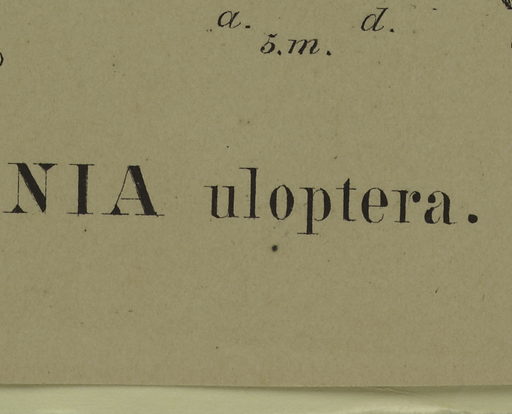 a. d.
5.m.
NIA uloptera.